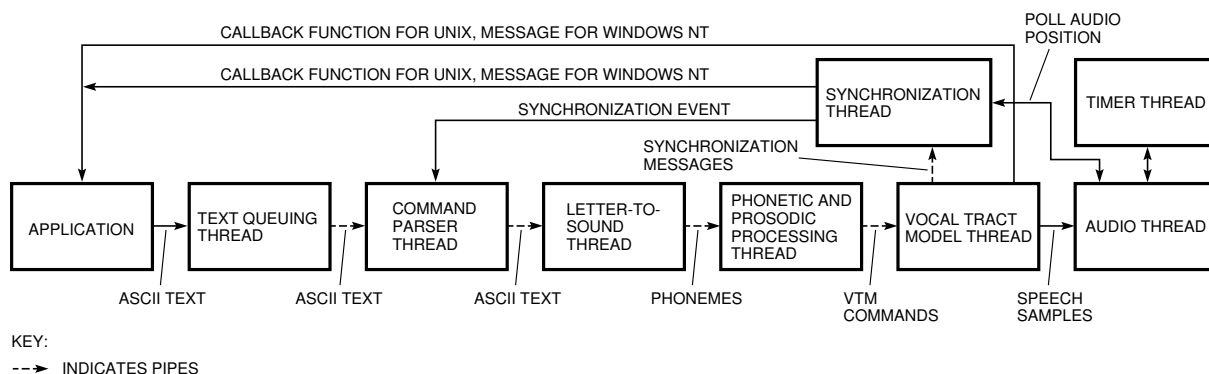 CALLBACK FUNCTION FOR UNIX, MESSAGE FOR WINDOWS NT
POLL AUDIO
POSITION
CALLBACK FUNCTION FOR UNIX, MESSAGE FOR WINDOWS NT
SYNCHRONIZATION
THREAD
TIMER THREAD
SYNCHRONIZATION EVENT
SYNCHRONIZATION
MESSAGES
APPLICATION
TEXT QUEUING
THREAD
COMMAND
PARSER
THREAD
LETTER-TO-
SOUND
THREAD
PHONETIC AND
PROSODIC
PROCESSING
THREAD
VOCAL TRACT
MODEL THREAD
AUDIO THREAD
ASCII TEXT
ASCII TEXT
ASCII TEXT
PHONEMES
VTM
COMMANDS
SPEECH
SAMPLES
KEY:
INDICATES PIPES